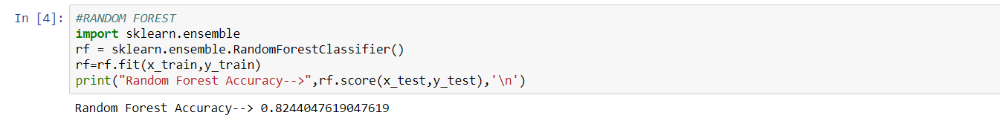 In [4]: #RANDOM FOREST
import sklearn.ensemble
rf = sklearn.ensemble.RandomForestClassifier()
rf=rf.fit(x_train,y_train)
print("Random Forest Accuracy-->",rf.score(x_test,y_test),'\n')
Random Forest Accuracy--> 0.8244047619047619